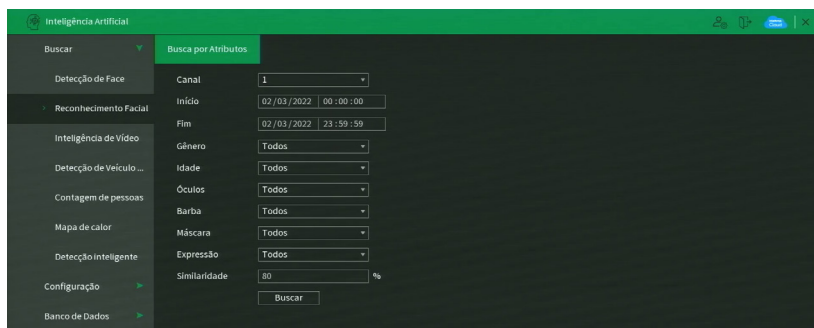 Inteligência Artificial
Buscar
Detecção de Face
Reconhecimento Facial
Inteligência de Vídeo
Detecção de Veículo ...
Contagem de pessoas
Mapa de calor
Detecção inteligente
Configuração
Banco de Dados
Busca por Atributos
Canal 1
Início 02/03/2022 00:00:00
Fim 02/03/2022 23:59:59
Gênero Todos
Idade Todos
Óculos Todos
Barba Todos
Máscara Todos
Expressão Todos
Similaridade 80 %
Buscar